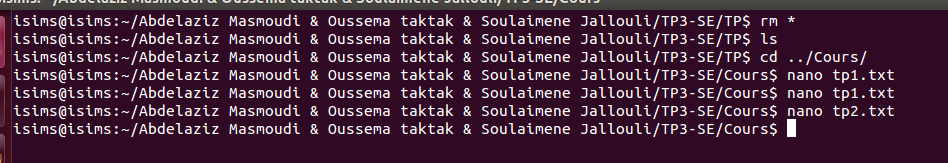 isims@isims:~/Abdelaziz Masmoudi & Oussema taktak & Soulaimene Jallouli/TP3-SE/TP$ rm *
isims@isims:~/Abdelaziz Masmoudi & Oussema taktak & Soulaimene Jallouli/TP3-SE/TP$ ls
isims@isims:~/Abdelaziz Masmoudi & Oussema taktak & Soulaimene Jallouli/TP3-SE/TP$ cd ../Cours/
isims@isims:~/Abdelaziz Masmoudi & Oussema taktak & Soulaimene Jallouli/TP3-SE/Cours$ nano tp1.txt
isims@isims:~/Abdelaziz Masmoudi & Oussema taktak & Soulaimene Jallouli/TP3-SE/Cours$ nano tp1.txt
isims@isims:~/Abdelaziz Masmoudi & Oussema taktak & Soulaimene Jallouli/TP3-SE/Cours$ nano tp2.txt
isims@isims:~/Abdelaziz Masmoudi & Oussema taktak & Soulaimene Jallouli/TP3-SE/Cours$